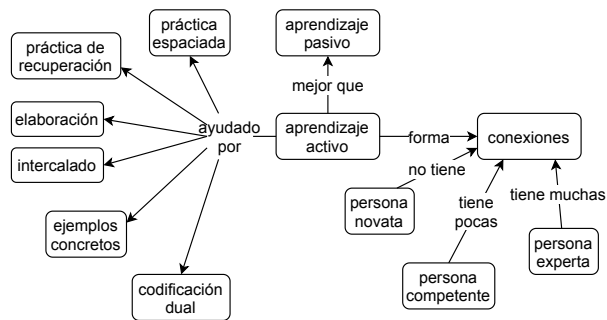 práctica
espaciada
aprendizaje
pasivo
práctica de
recuperación
mejor que
elaboración
ayudado
por
aprendizaje
activo
forma
conexiones
intercalado
no tiene
tiene
pocas
tiene muchas
persona
novata
ejemplos
concretos
persona
experta
persona
competente
codificación
dual